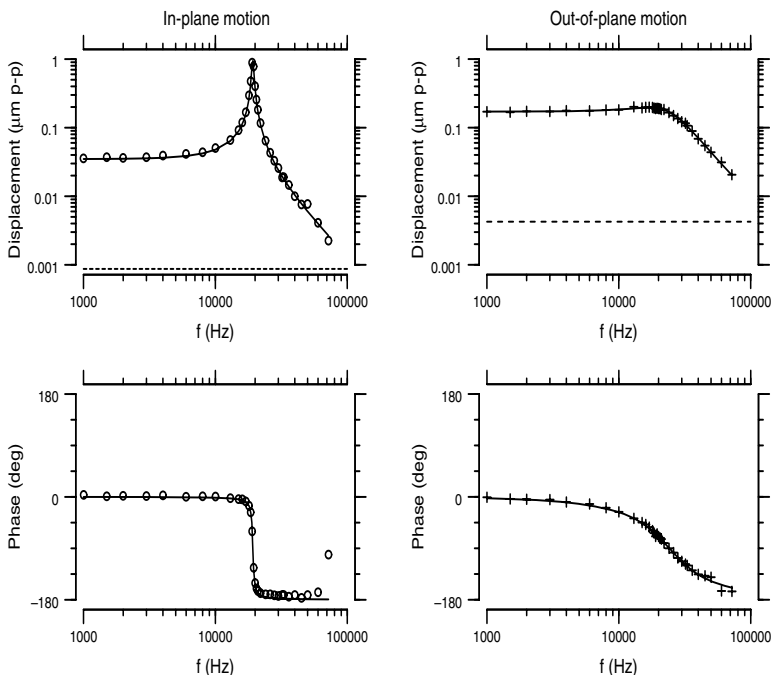 In-plane motion
Out-of-plane motion
Displacement (μm p-p)
1
0.1
0.01
0.001
1000
10000
100000
f (Hz)
Displacement (μm p-p)
1
0.1
0.01
0.001
1000
10000
100000
f (Hz)
Phase (deg)
180
0
−180
1000
10000
100000
f (Hz)
Phase (deg)
180
0
−180
1000
10000
100000
f (Hz)